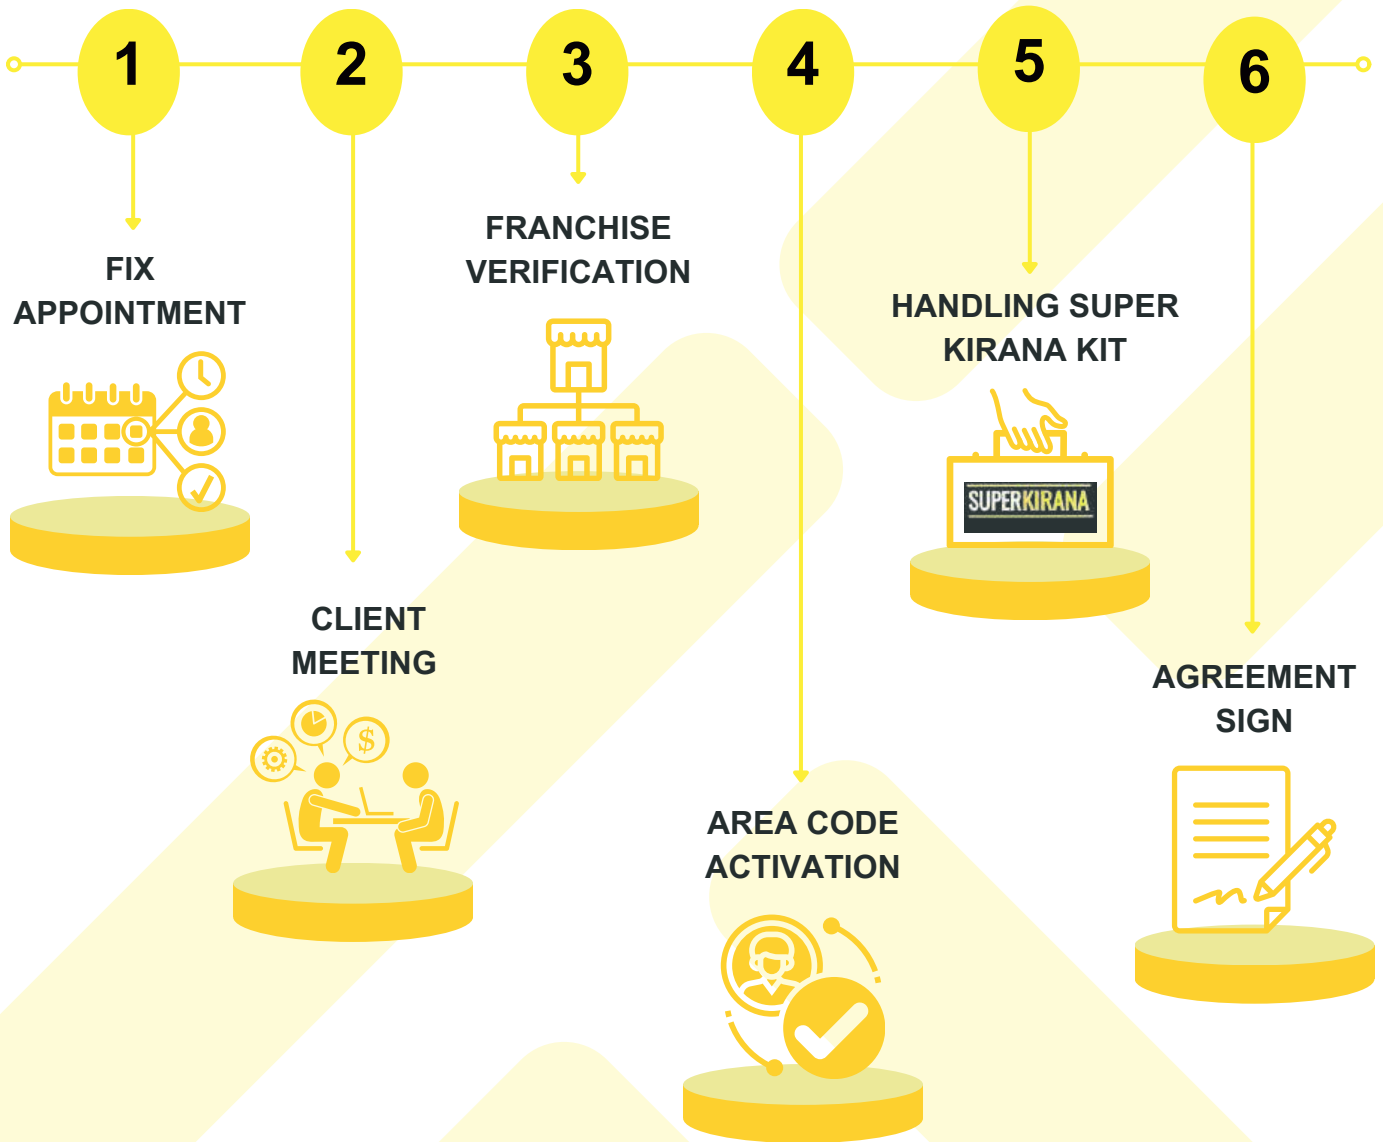 1
2
3
4
5
6
FIX
APPOINTMENT
CLIENT
MEETING
$
FRANCHISE
VERIFICATION
AREA CODE
ACTIVATION
HANDLING SUPER
KIRANA KIT
SUPERKIRANA
AGREEMENT
SIGN